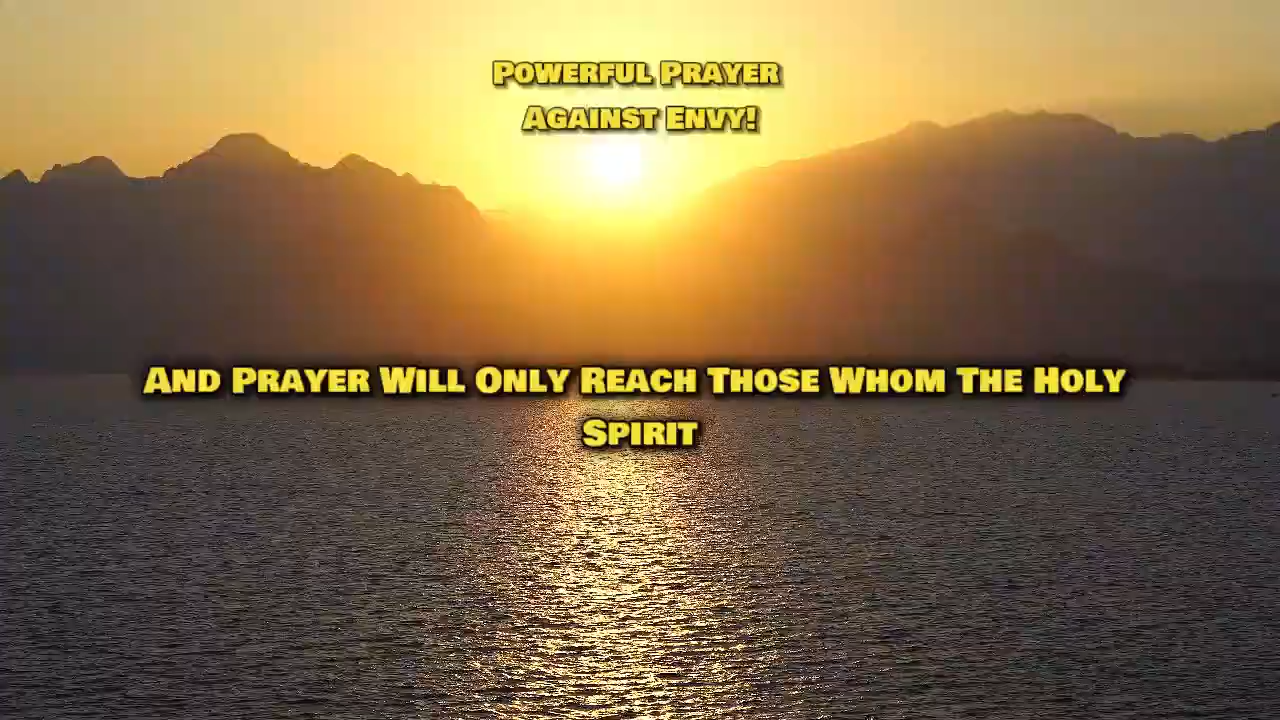 Powerful Prayer
Against Envy!
And Prayer Will Only Reach Those Whom The Holy
Spirit